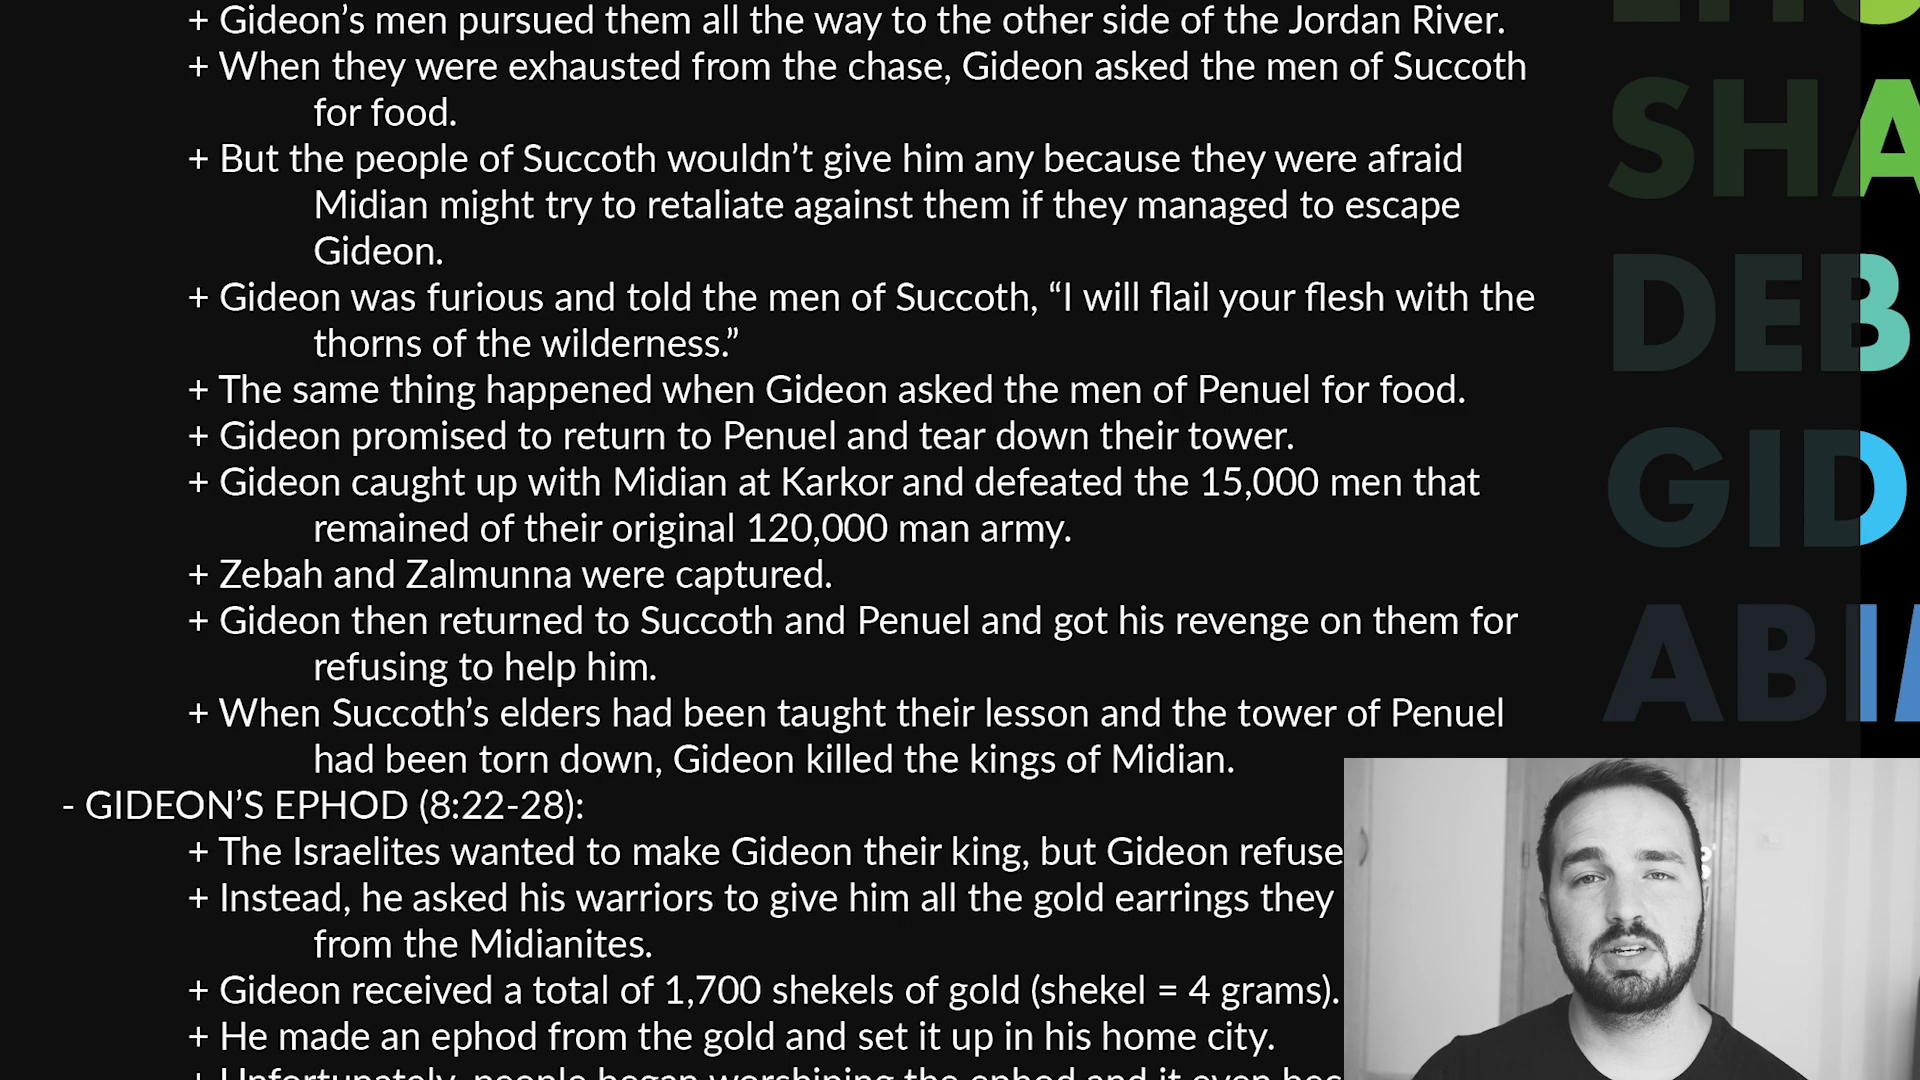 + Gideon’s men pursued them all the way to the other side of the Jordan River.
+ When they were exhausted from the chase, Gideon asked the men of Succoth
for food.
+ But the people of Succoth wouldn’t give him any because they were afraid
Midian might try to retaliate against them if they managed to escape
Gideon.
+ Gideon was furious and told the men of Succoth, “I will flail your flesh with the
thorns of the wilderness.”
+ The same thing happened when Gideon asked the men of Penuel for food.
+ Gideon promised to return to Penuel and tear down their tower.
+ Gideon caught up with Midian at Karkor and defeated the 15,000 men that
remained of their original 120,000 man army.
+ Zebah and Zalmunna were captured.
+ Gideon then returned to Succoth and Penuel and got his revenge on them for
refusing to help him.
+ When Succoth’s elders had been taught their lesson and the tower of Penuel
had been torn down, Gideon killed the kings of Midian.
- GIDEON’S EPHOD (8:22-28):
+ The Israelites wanted to make Gideon their king, but Gideon refuse
+ Instead, he asked his warriors to give him all the gold earrings they
from the Midianites.
+ Gideon received a total of 1,700 shekels of gold (shekel = 4 grams).
+ He made an ephod from the gold and set it up in his home city.
+ Unfortunately, people began worshiping the ephod and it even
SHA
DEB
GID
ABI